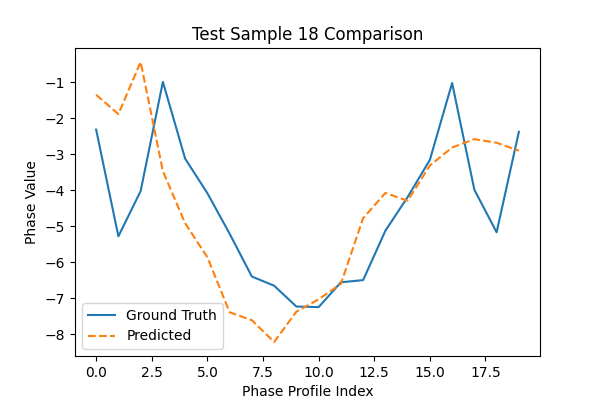 Test Sample 18 Comparison
−1
−2
−3
−4
−5
−6
−7
−8
Phase Value
Ground Truth
Predicted
0.0 2.5 5.0 7.5 10.0 12.5 15.0 17.5
Phase Profile Index